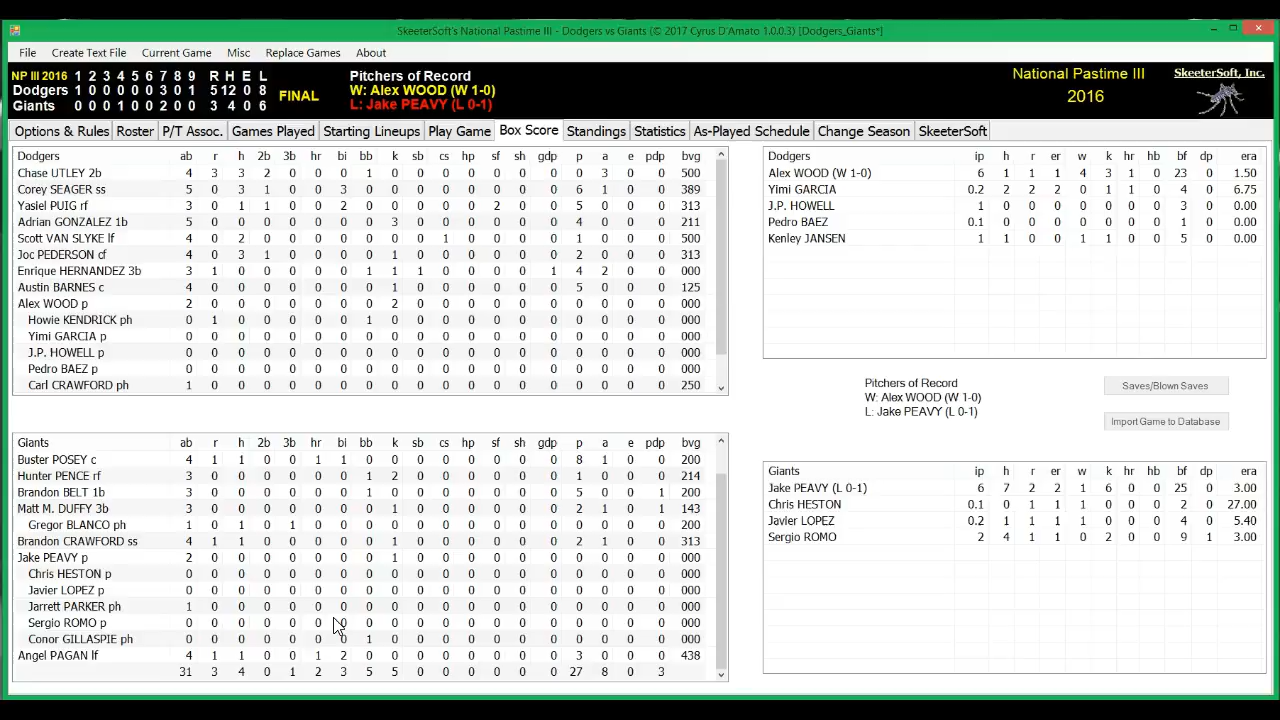 SkeeterSoft's National Pastime III - Dodgers vs Giants (© 2017 Cyrus D'Amato 1.0.0.3) [Dodgers_Giants*]
File Create Text File Current Game Misc Replace Games About
NP III 2016 1 2 3 4 5 6 7 8 9 R H E L
Dodgers 1 0 0 0 0 0 3 0 1 5 12 0 8
Giants 0 0 0 1 0 0 2 0 0 3 4 0 6
FINAL
Pitchers of Record
W: Alex WOOD (W 1-0)
L: Jake PEAVY (L 0-1)
National Pastime III
2016
SkeeterSoft, Inc.
Options & Rules Roster P/T Assoc. Games Played Starting Lineups Play Game Box Score Standings Statistics As-Played Schedule Change Season SkeeterSoft
Dodgers ab r h 2b 3b hr bi bb k sb cs hp sf sh gdp p a e pdp bvg
Chase UTLEY 2b 4 3 3 2 0 0 0 1 0 0 0 0 0 0 0 0 3 0 0 500
Corey SEAGER ss 5 0 3 1 0 0 3 0 0 0 0 0 0 0 0 6 1 0 0 389
Yasiel PUIG rf 3 0 1 1 0 0 2 0 0 0 0 0 2 0 0 5 0 0 0 313
Adrian GONZALEZ 1b 5 0 0 0 0 0 0 0 3 0 0 0 0 0 0 4 0 0 0 211
Scott VAN SLYKE lf 4 0 2 0 0 0 0 0 0 0 1 0 0 0 0 1 0 0 0 500
Joc PEDERSON cf 4 0 3 1 0 0 0 0 1 0 0 0 0 0 0 2 0 0 0 313
Enrique HERNANDEZ 3b 3 1 0 0 0 0 0 1 1 1 0 0 0 0 1 4 2 0 0 000
Austin BARNES c 4 0 0 0 0 0 0 0 1 0 0 0 0 0 0 5 0 0 0 125
Alex WOOD p 2 0 0 0 0 0 0 0 2 0 0 0 0 0 0 0 0 0 0 000
Howie KENDRICK ph 0 1 0 0 0 0 0 1 0 0 0 0 0 0 0 0 0 0 0 000
Yimi GARCIA p 0 0 0 0 0 0 0 0 0 0 0 0 0 0 0 0 0 0 0 000
J.P. HOWELL p 0 0 0 0 0 0 0 0 0 0 0 0 0 0 0 0 0 0 0 000
Pedro BAEZ p 0 0 0 0 0 0 0 0 0 0 0 0 0 0 0 0 0 0 0 000
Carl CRAWFORD ph 1 0 0 0 0 0 0 0 0 0 0 0 0 0 0 0 0 0 0 250
Dodgers ip h r er w k hr hb bf dp era
Alex WOOD (W 1-0) 6 1 1 1 4 3 1 0 23 0 1.50
Yimi GARCIA 0.2 2 2 2 0 1 1 0 4 0 6.75
J.P. HOWELL 1 0 0 0 0 0 0 0 3 0 0.00
Pedro BAEZ 0.1 0 0 0 0 0 0 0 1 0 0.00
Kenley JANSEN 1 1 0 0 1 1 0 0 5 0 0.00
Pitchers of Record
W: Alex WOOD (W 1-0)
L: Jake PEAVY (L 0-1)
Saves/Blown Saves
Import Game to Database
Giants ab r h 2b 3b hr bi bb k sb cs hp sf sh gdp p a e pdp bvg
Buster POSEY c 4 1 1 0 0 1 1 0 0 0 0 0 0 0 0 8 1 0 0 200
Hunter PENCE rf 3 0 0 0 0 0 0 1 2 0 0 0 0 0 0 1 0 0 0 214
Brandon BELT 1b 3 0 0 0 0 0 0 1 0 0 0 0 0 0 0 5 0 0 1 200
Matt M. DUFFY 3b 3 0 0 0 0 0 0 0 1 0 0 0 0 0 0 2 1 0 1 143
Gregor BLANCO ph 1 0 1 0 1 0 0 0 0 0 0 0 0 0 0 0 0 0 0 200
Brandon CRAWFORD ss 4 1 1 0 0 0 0 0 1 0 0 0 0 0 0 2 1 0 0 313
Jake PEAVY p 2 0 0 0 0 0 0 0 1 0 0 0 0 0 0 0 0 0 0 000
Chris HESTON p 0 0 0 0 0 0 0 0 0 0 0 0 0 0 0 0 0 0 0 000
Javier LOPEZ p 0 0 0 0 0 0 0 0 0 0 0 0 0 0 0 0 0 0 0 000
Jarrett PARKER ph 1 0 0 0 0 0 0 0 0 0 0 0 0 0 0 0 0 0 0 000
Sergio ROMO p 0 0 0 0 0 0 0 0 0 0 0 0 0 0 0 0 0 0 0 000
Conor GILLASPIE ph 0 0 0 0 0 0 0 1 0 0 0 0 0 0 0 0 0 0 0 000
Angel PAGAN lf 4 1 1 0 0 1 2 0 0 0 0 0 0 0 0 3 0 0 0 438
31 3 4 0 1 2 3 5 5 0 0 0 0 0 0 27 8 0 3
Giants ip h r er w k hr hb bf dp era
Jake PEAVY (L 0-1) 6 7 2 2 1 6 0 0 25 0 3.00
Chris HESTON 0.1 0 1 1 1 0 0 0 2 0 27.00
Javier LOPEZ 0.2 1 1 1 1 0 0 0 4 0 5.40
Sergio ROMO 2 4 1 1 0 2 0 0 9 1 3.00